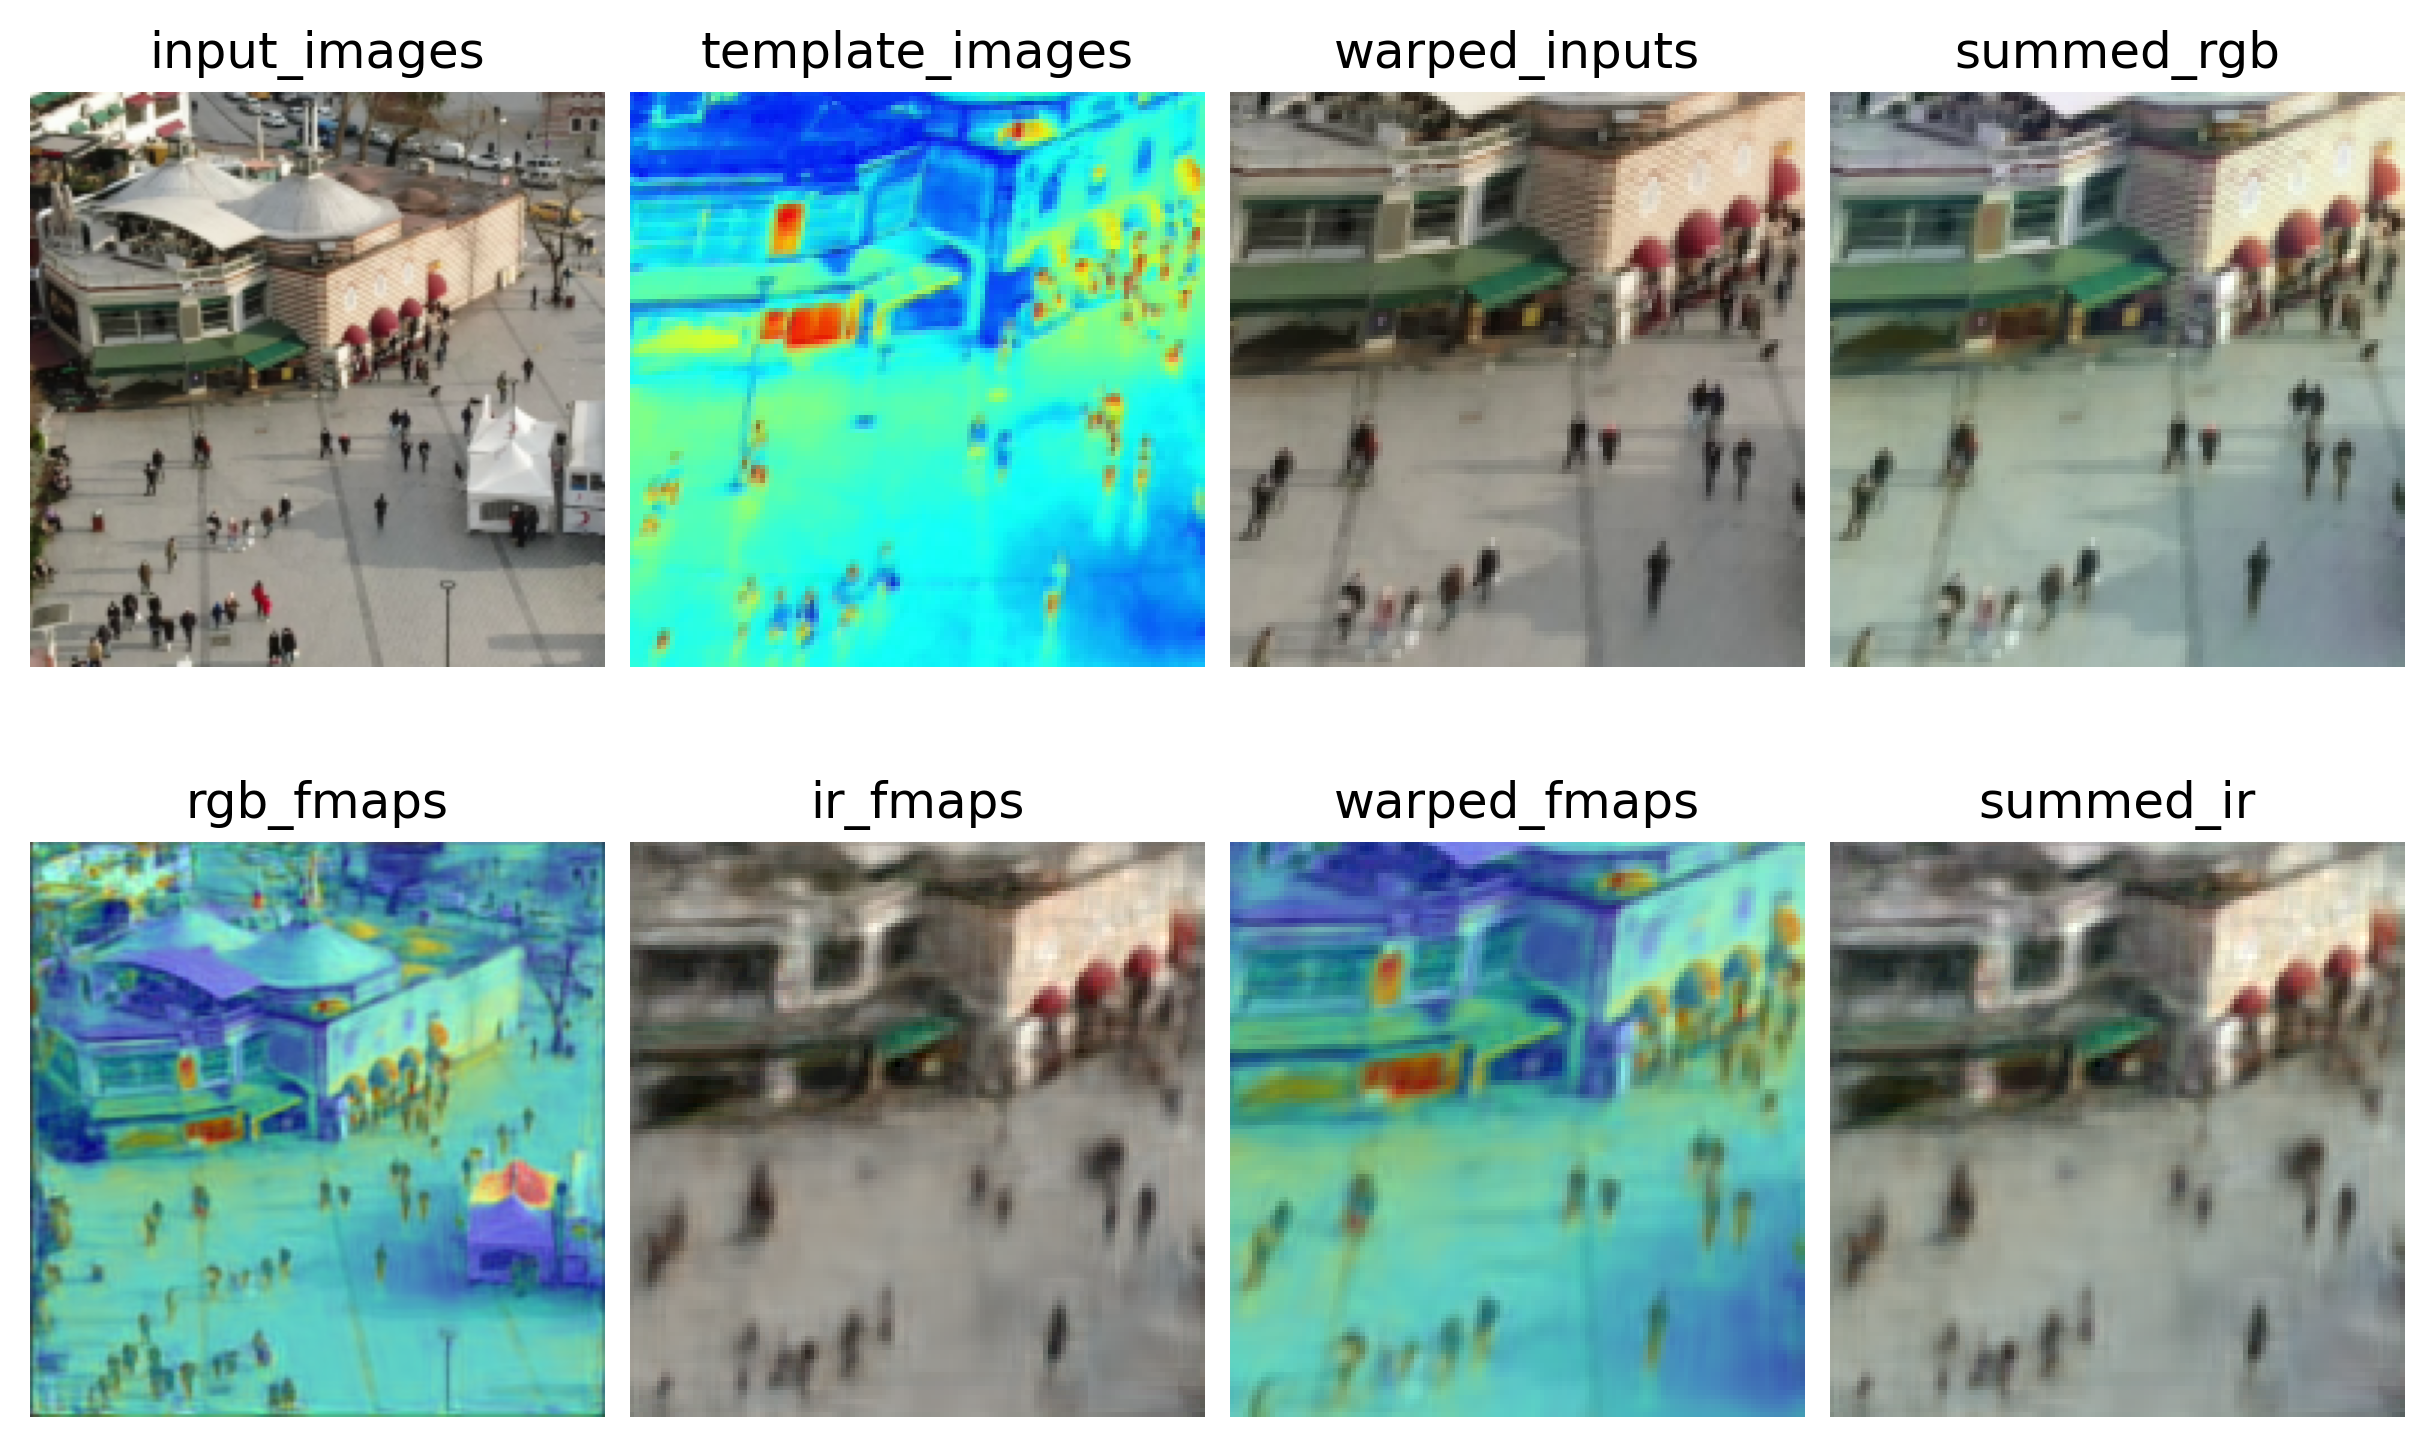 input_images
template_images
warped_inputs
summed_rgb
rgb_fmaps
ir_fmaps
warped_fmaps
summed_ir